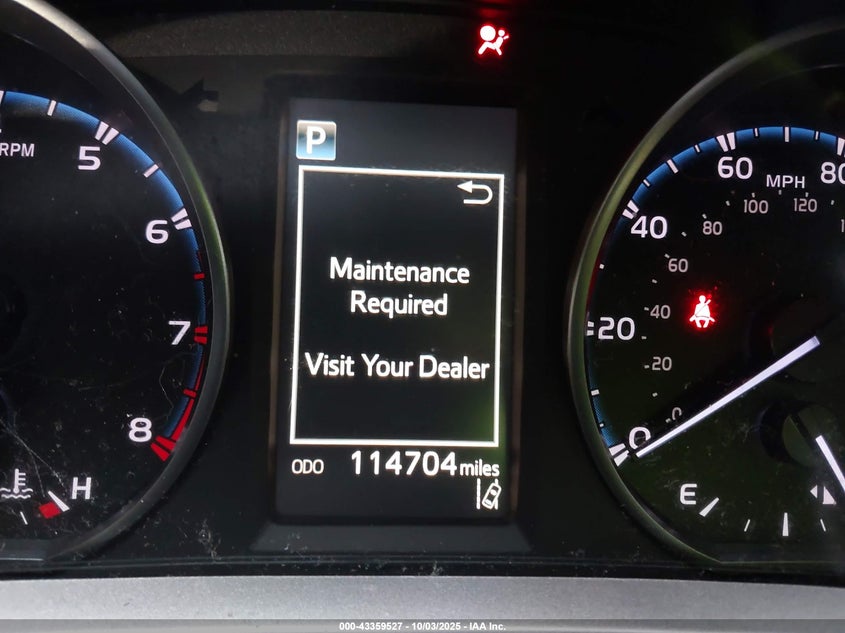 P
Maintenance
Required
Visit Your Dealer
ODO 114704 miles
RPM
5
6
7
8
H
60
80
MPH
100
120
40
80
60
20
40
20
0
0
E
000-43359527 - 10/03/2025 - IAA Inc.